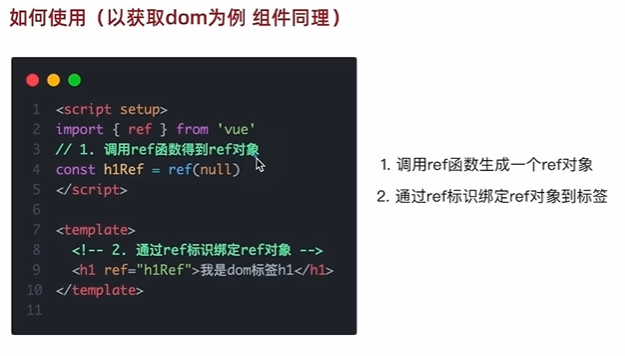 如何使用（以获取dom为例 组件同理）
1 <script setup>
2 import { ref } from 'vue'
3 // 1. 调用ref函数得到ref对象
4 const h1Ref = ref(null)
5 </script>
6
7 <template>
8 <!-- 2. 通过ref标识绑定ref对象 -->
9 <h1 ref="h1Ref">我是dom标签h1</h1>
10 </template>
11
1. 调用ref函数生成一个ref对象
2. 通过ref标识绑定ref对象到标签